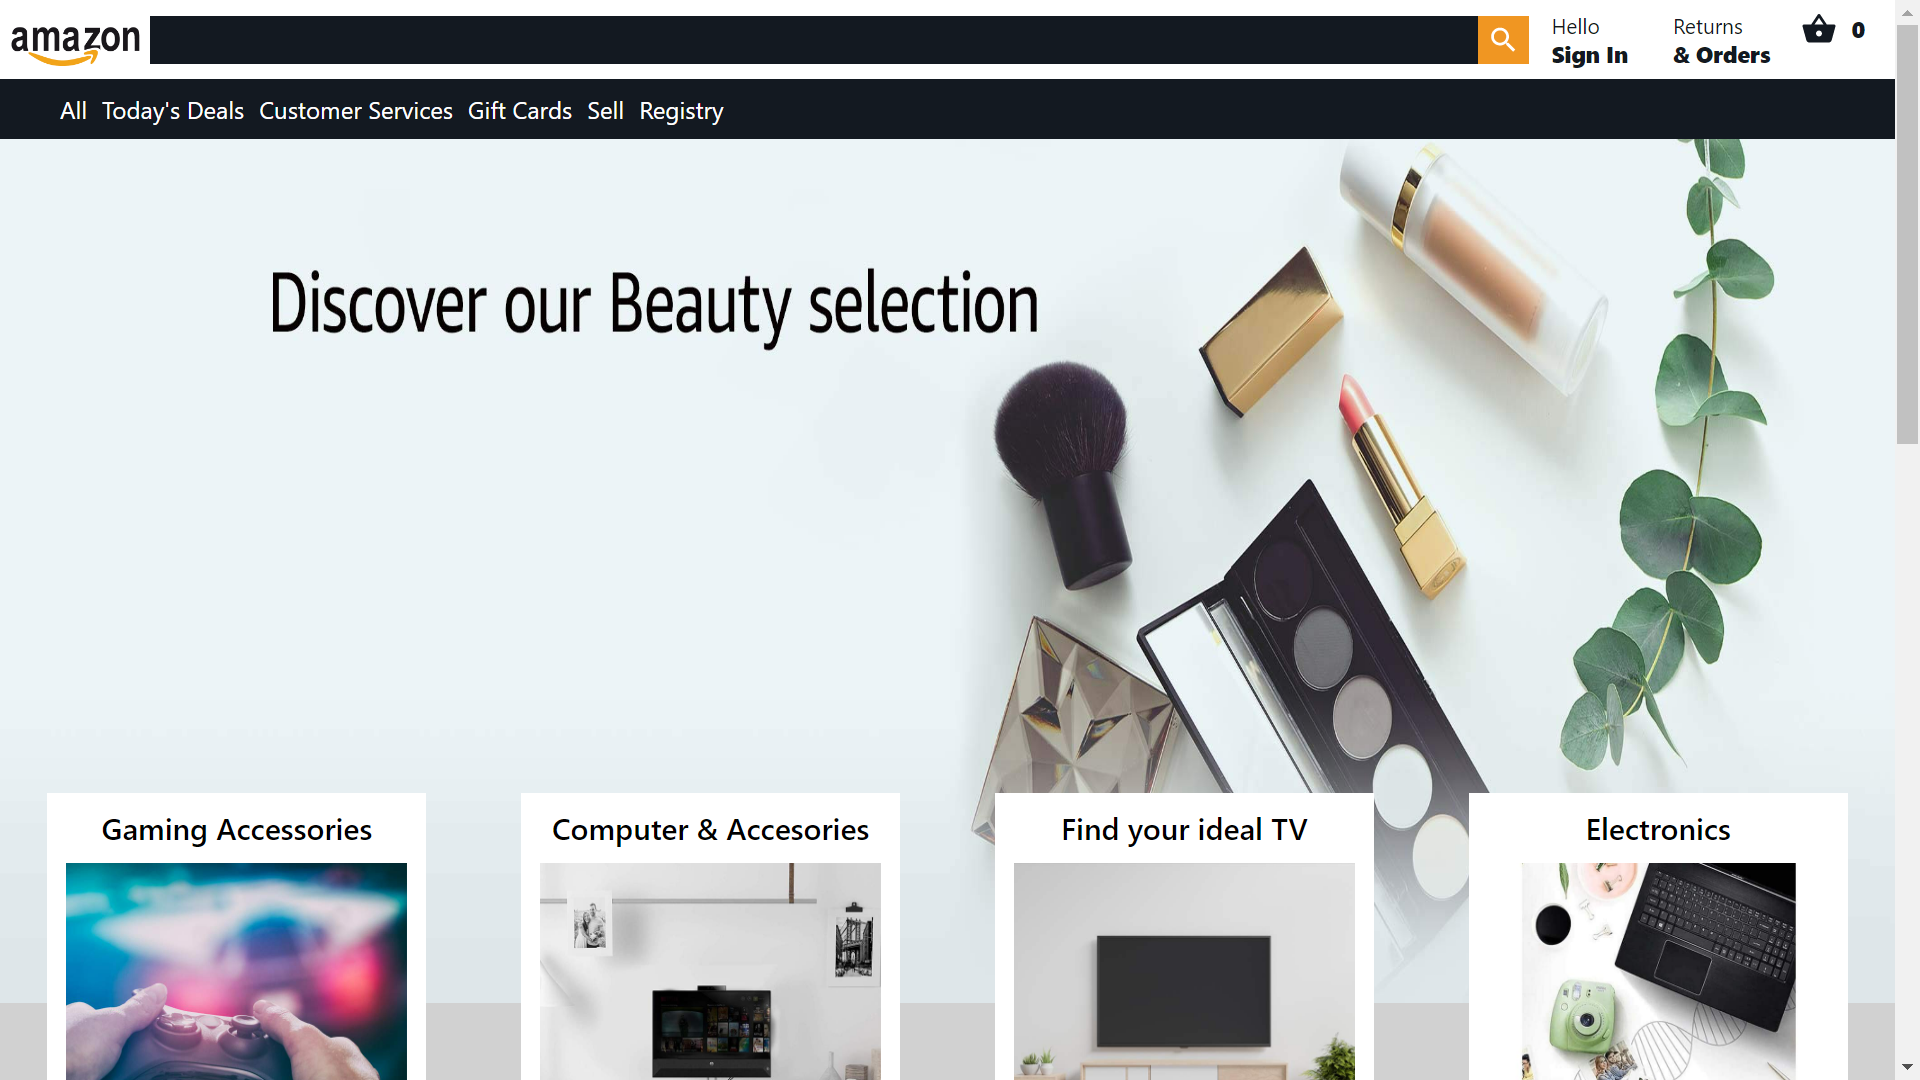 amazon
Hello
Sign In
Returns
& Orders
0
All Today's Deals Customer Services Gift Cards Sell Registry
Discover our Beauty selection
Gaming Accessories
Computer & Accesories
Find your ideal TV
Electronics